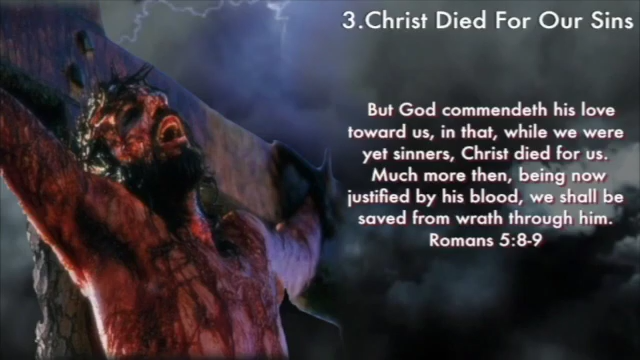 3.Christ Died For Our Sins
But God commendeth his love
toward us, in that, while we were
yet sinners, Christ died for us.
Much more then, being now
justified by his blood, we shall be
saved from wrath through him.
Romans 5:8-9